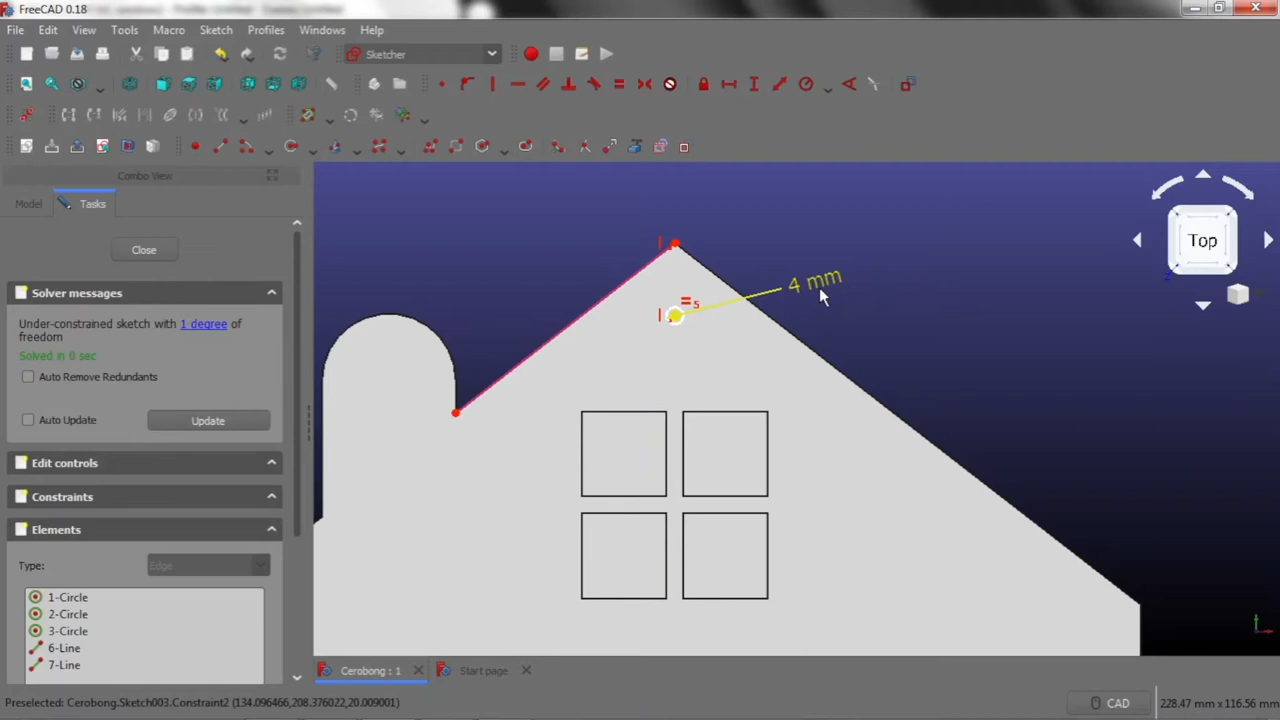 FreeCAD 0.18
File Edit View Tools Macro Sketch Profiles Windows Help
Sketcher
Combo View
Model Tasks
Close
Solver messages
Under-constrained sketch with 1 degree of
freedom
Solved in 0 sec
Auto Remove Redundants
Auto Update Update
Edit controls
Constraints
Elements
Type: Edge
1-Circle
2-Circle
3-Circle
6-Line
7-Line
4 mm
5
Top
Z
Cerobong : 1 Start page
Preselected: Cerobong.Sketch003.Constraint2 (134.096466,208.376022,20.009001)
CAD
228.47 mm x 116.56 mm